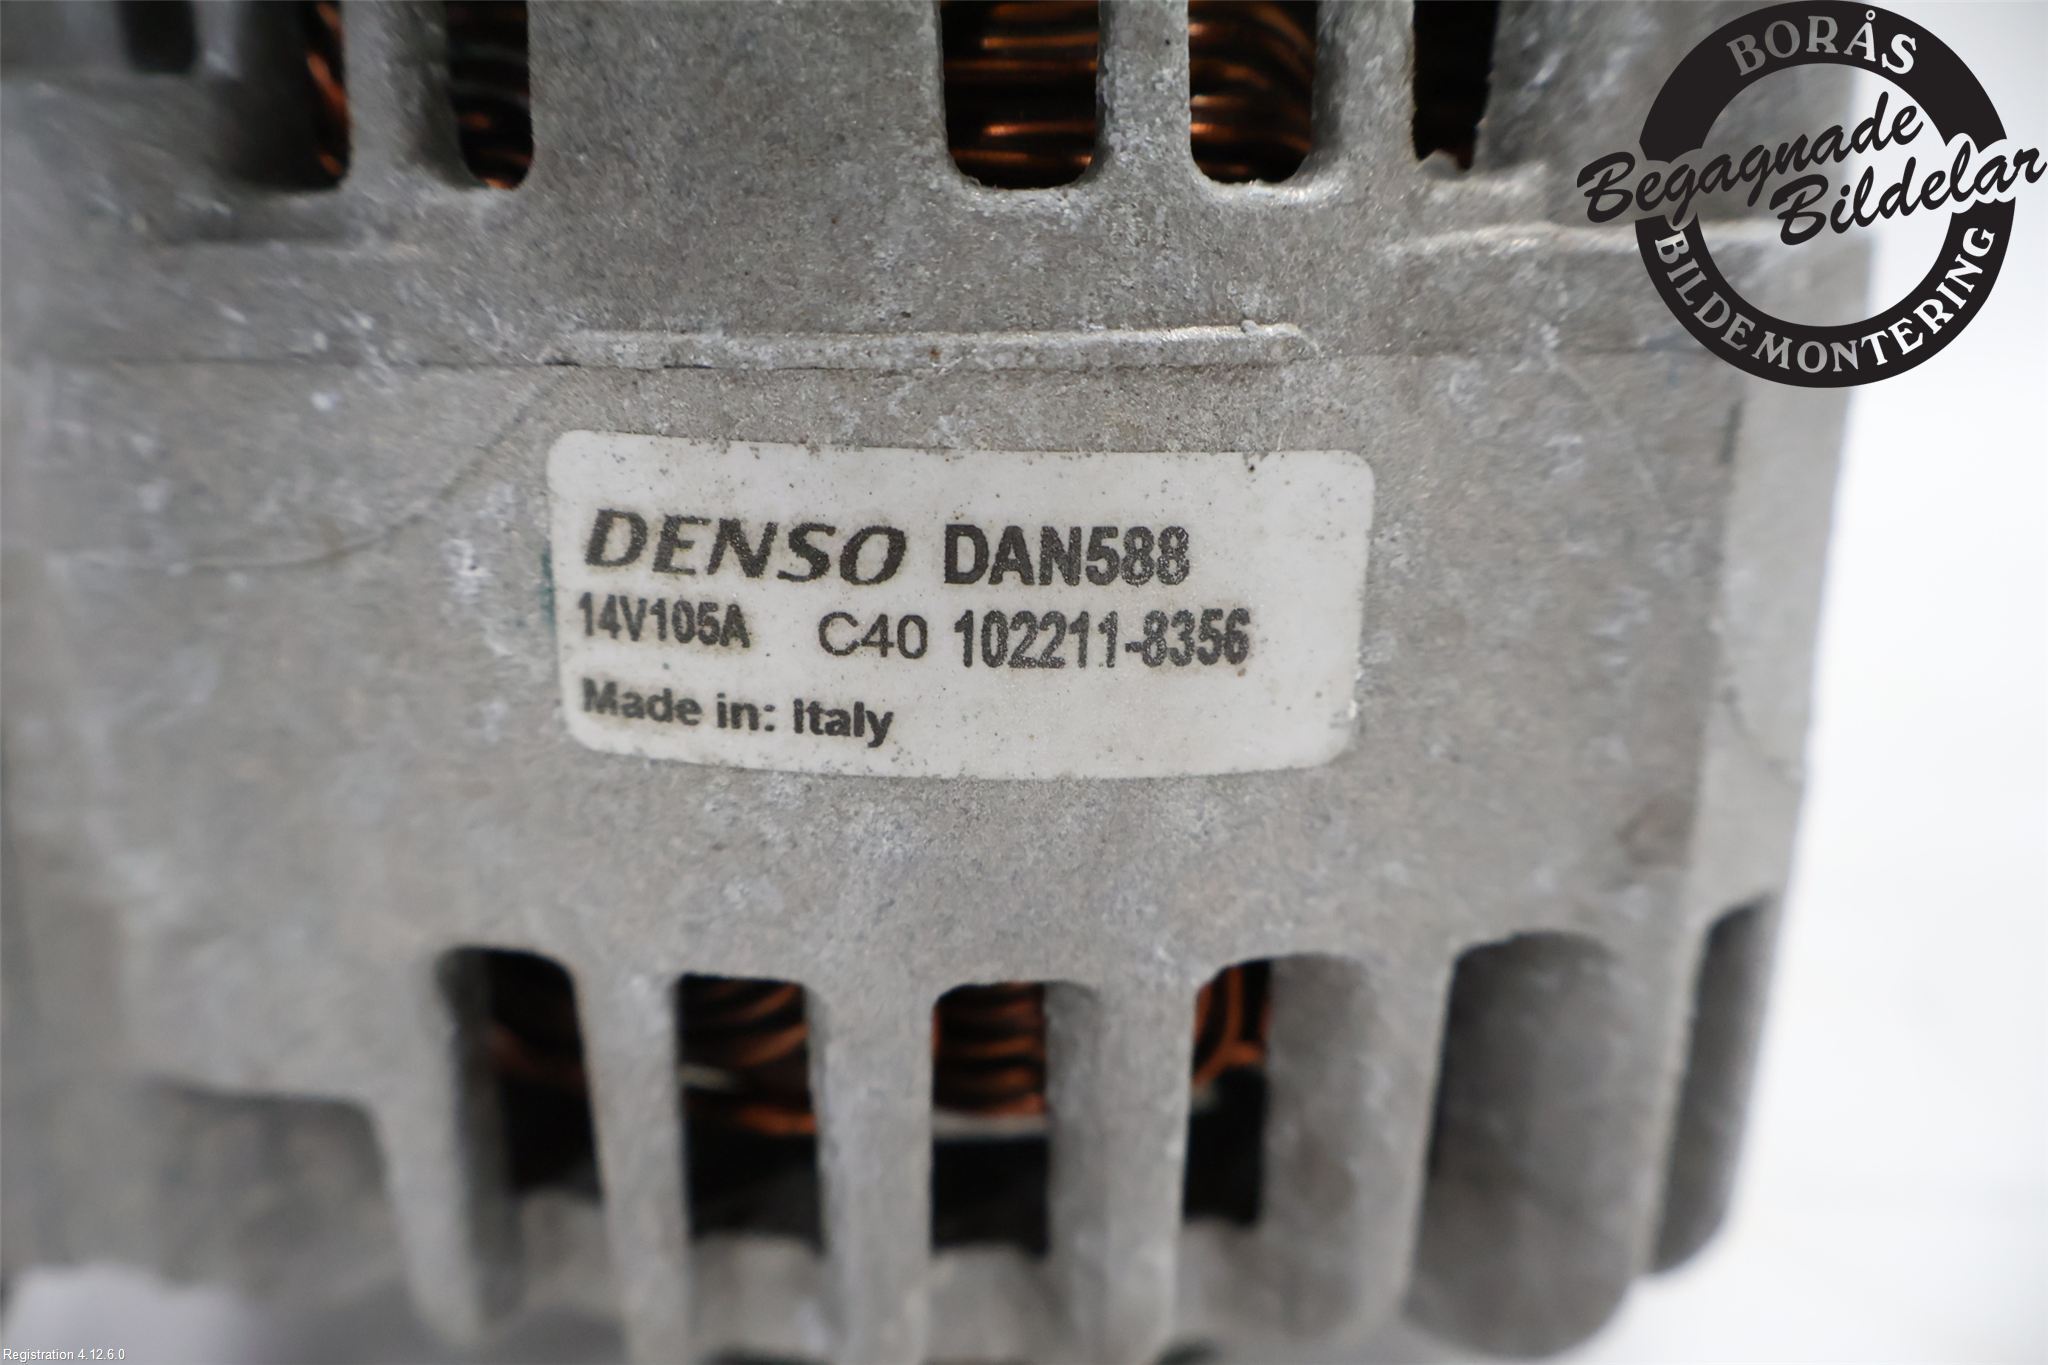 BORÅS
Begagnade
Bildelar
BILDEMONTERING
DENSO DAN588
14V105A C40 102211-8356
Made in: Italy
Registration 4.12.6.0